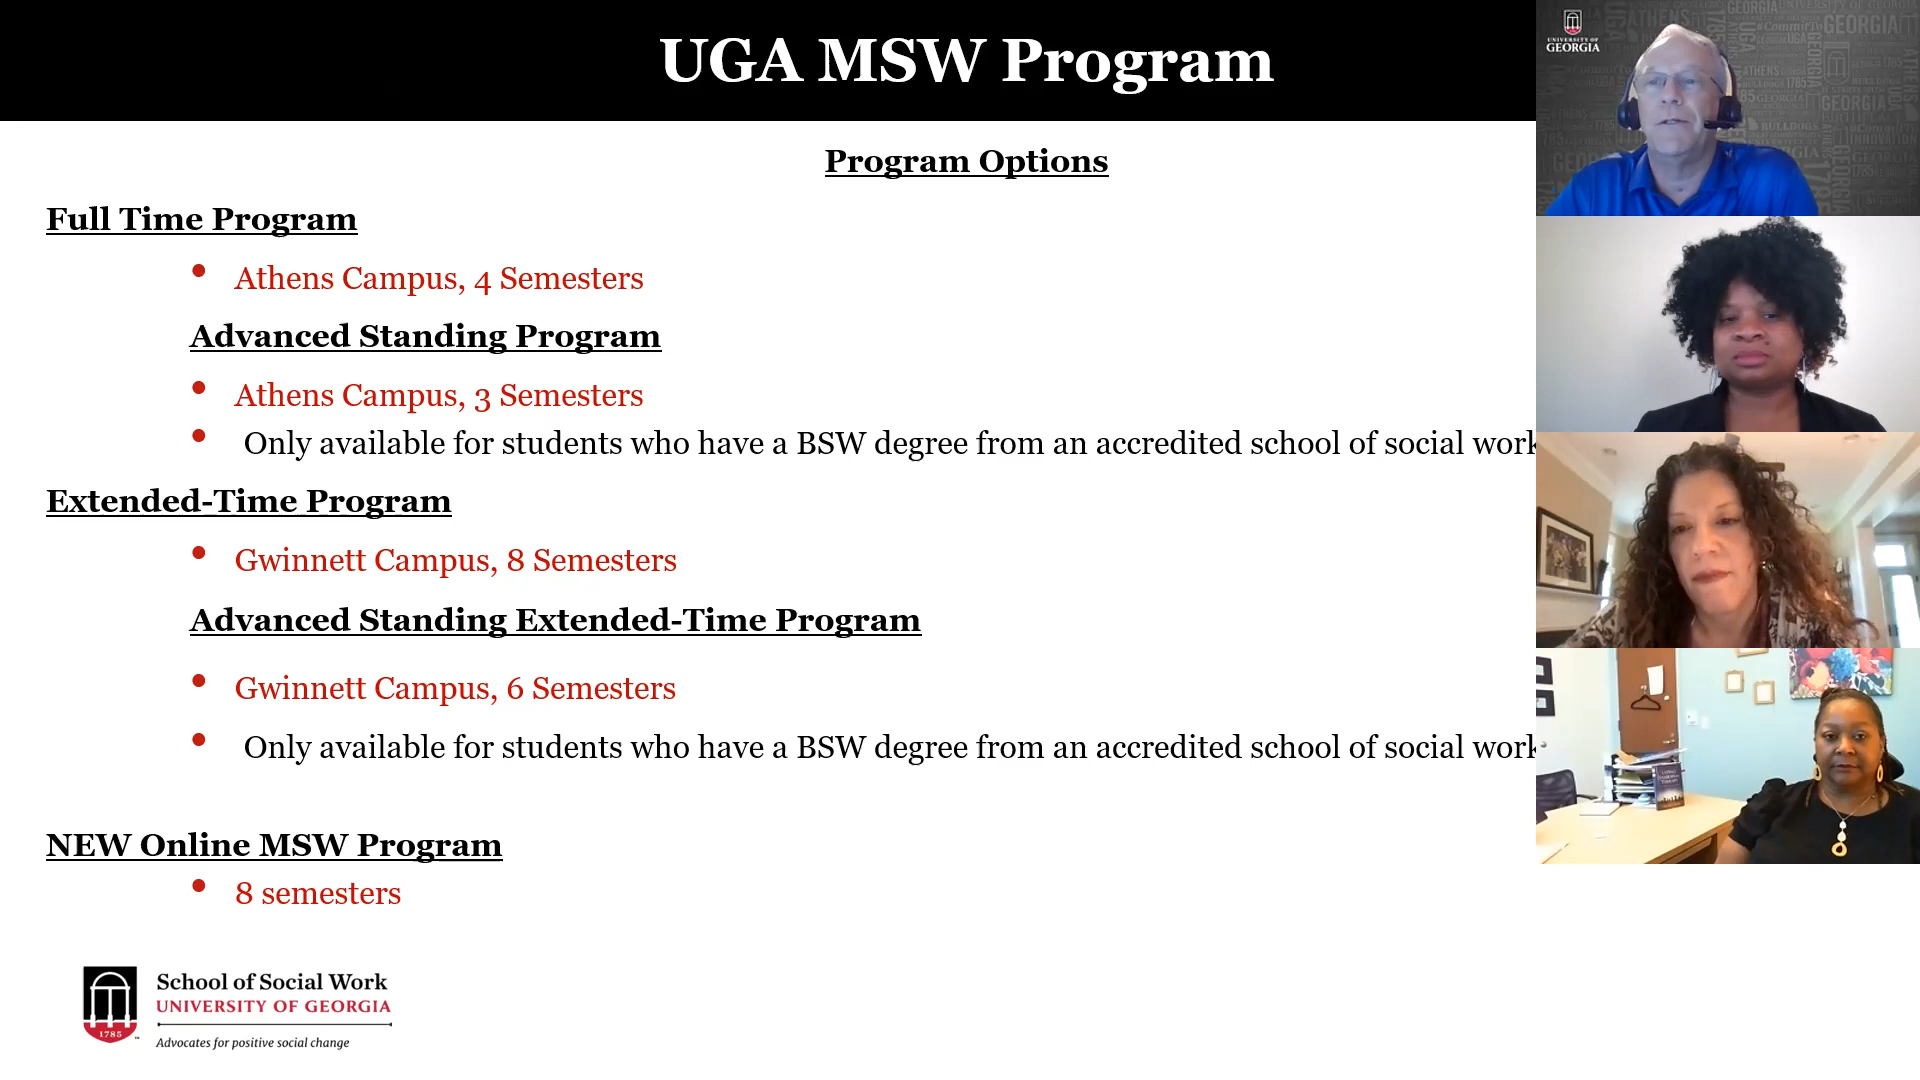 UGA MSW Program
Program Options
Full Time Program
• Athens Campus, 4 Semesters
Advanced Standing Program
• Athens Campus, 3 Semesters
• Only available for students who have a BSW degree from an accredited school of social work
Extended-Time Program
• Gwinnett Campus, 8 Semesters
Advanced Standing Extended-Time Program
• Gwinnett Campus, 6 Semesters
• Only available for students who have a BSW degree from an accredited school of social work
NEW Online MSW Program
• 8 semesters
1785
School of Social Work
UNIVERSITY OF GEORGIA
Advocates for positive social change
UNIVERSITY OF
GEORGIA